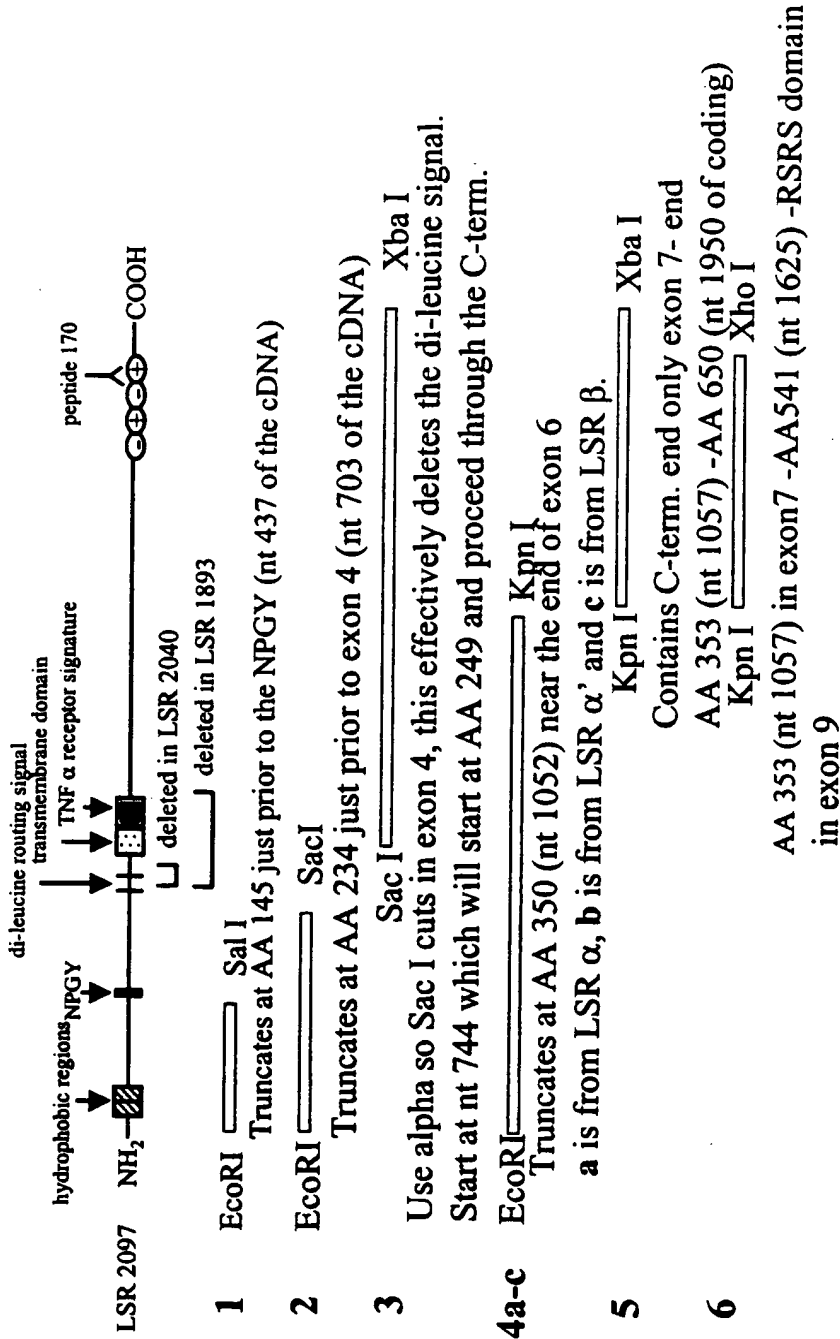 di-leucine routing signal
transmembrane domain
TNF α receptor signature
hydrophobic regions
NPGY
peptide 170
LSR 2097 NH2 COOH
- + - +
deleted in LSR 2040
deleted in LSR 1893
1 EcoRI Sal I
Truncates at AA 145 just prior to the NPGY (nt 437 of the cDNA)
2 EcoRI SacI
Truncates at AA 234 just prior to exon 4 (nt 703 of the cDNA)
3 Sac I Xba I
Use alpha so Sac I cuts in exon 4, this effectively deletes the di-leucine signal.
Start at nt 744 which will start at AA 249 and proceed through the C-term.
4a-c EcoRI Kpn I
Truncates at AA 350 (nt 1052) near the end of exon 6
a is from LSR α, b is from LSR α' and c is from LSR β.
5 Kpn I Xba I
Contains C-term. end only exon 7- end
AA 353 (nt 1057) -AA 650 (nt 1950 of coding)
6 Kpn I Xho I
AA 353 (nt 1057) in exon7 -AA541 (nt 1625) -RSRS domain
in exon 9